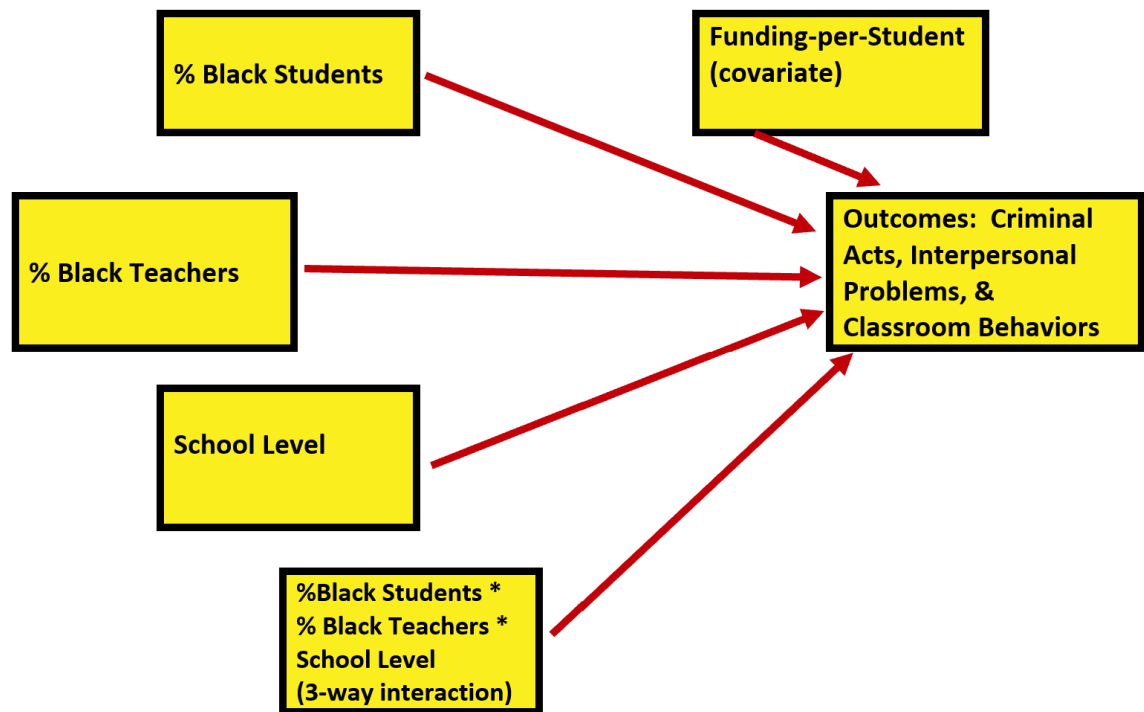 % Black Students
Funding-per-Student
(covariate)
% Black Teachers
Outcomes:  Criminal
Acts, Interpersonal
Problems, &
Classroom Behaviors
School Level
%Black Students *
% Black Teachers *
School Level
(3-way interaction)